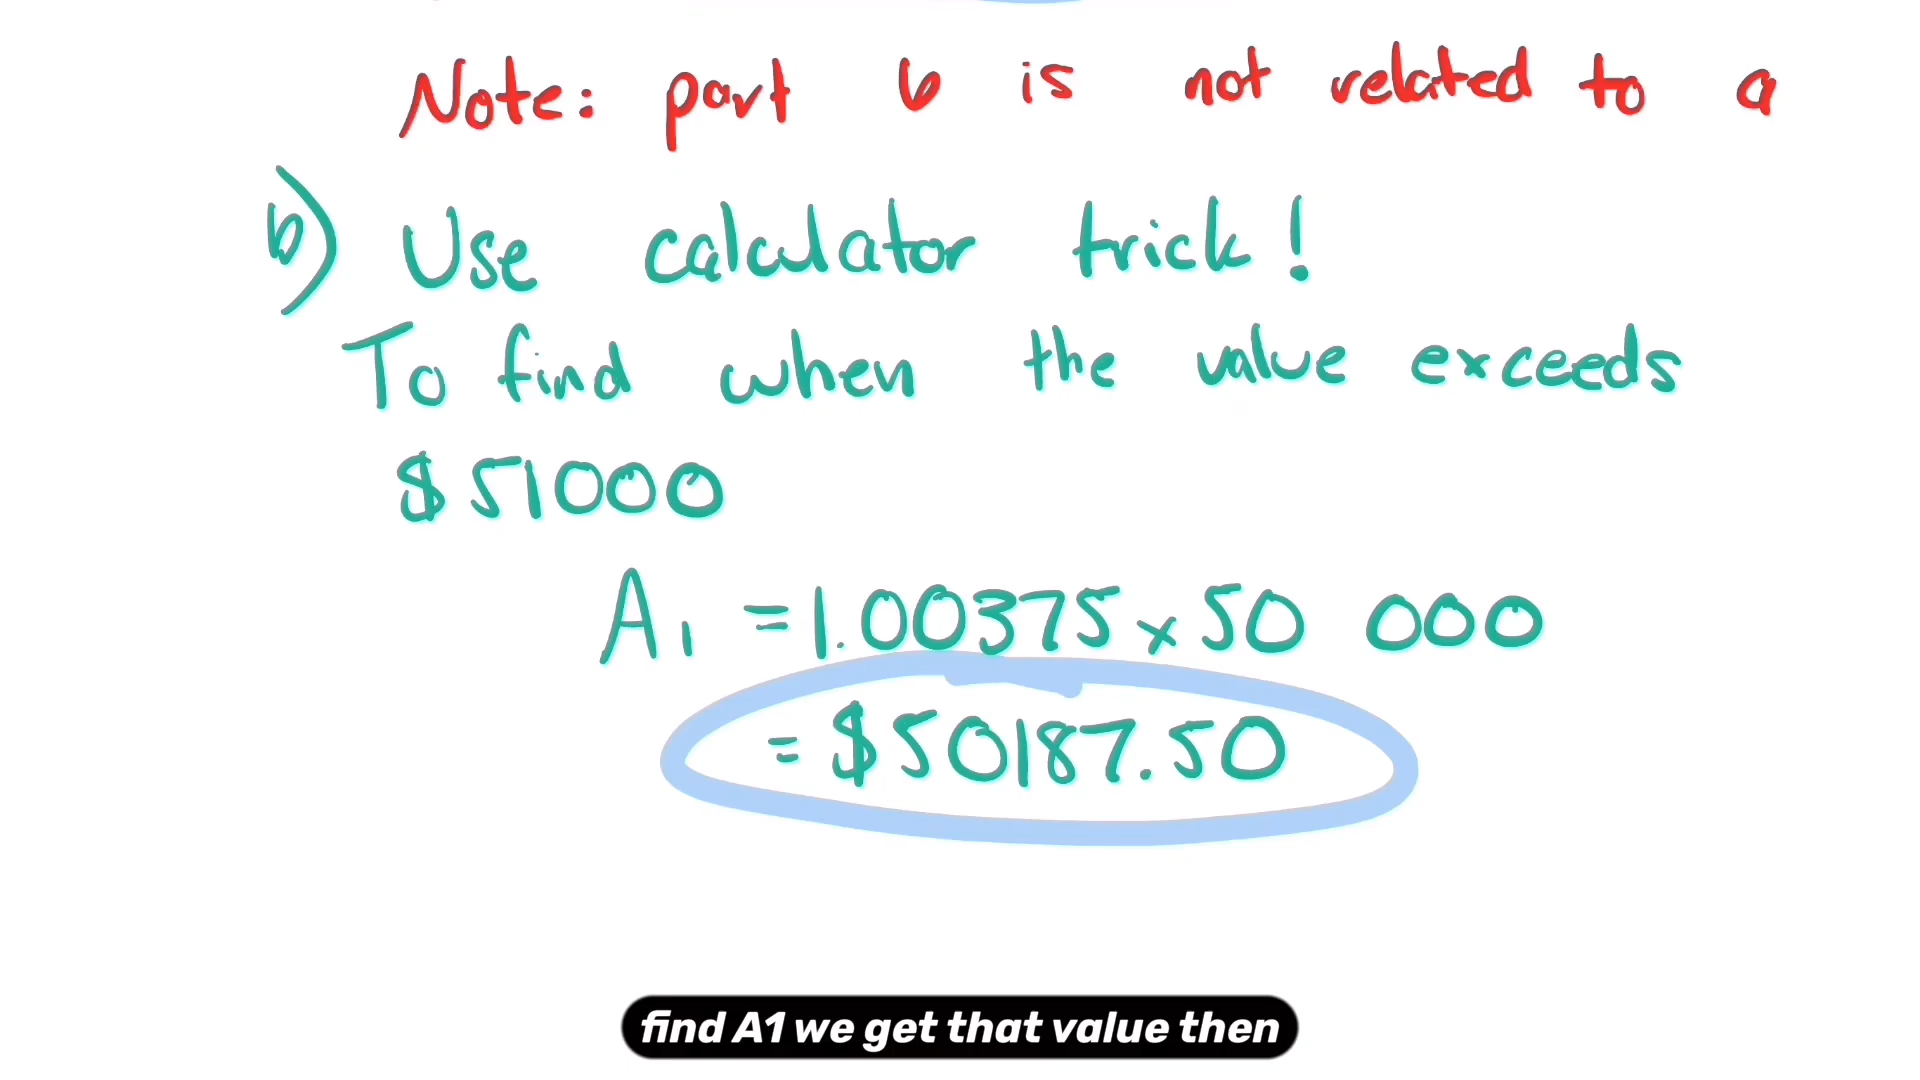 Note: part b is not related to a
b) Use calculator trick!
To find when the value exceeds
$51000
A₁ = 1.00375 × 50 000
= $50187.50
find A1 we get that value then